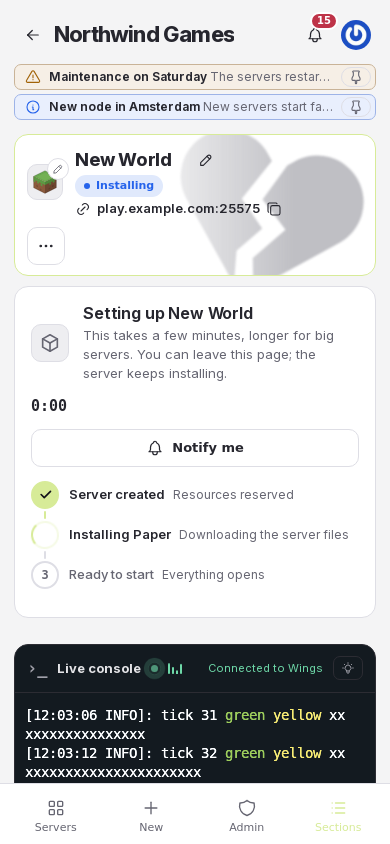 Northwind Games
15
Maintenance on Saturday The servers restar...
New node in Amsterdam New servers start fa...
New World
Installing
play.example.com:25575
Setting up New World
This takes a few minutes, longer for big
servers. You can leave this page; the
server keeps installing.
0:00
Notify me
Server created Resources reserved
Installing Paper Downloading the server files
3 Ready to start Everything opens
Live console Connected to Wings
[12:03:06 INFO]: tick 31 green yellow xx
xxxxxxxxxxxxxxx
[12:03:12 INFO]: tick 32 green yellow xx
xxxxxxxxxxxxxxxxxxxxxx
Servers New Admin Sections